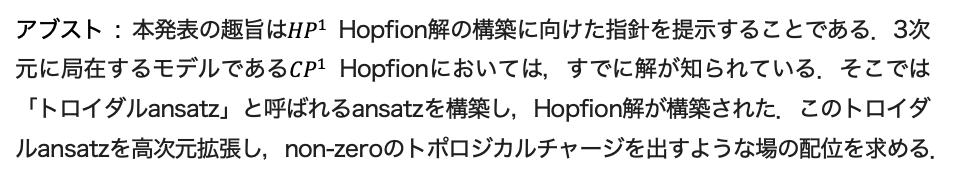 アブスト：本発表の趣旨はHP¹ Hopfion解の構築に向けた指針を提示することである．3次
元に局在するモデルであるCP¹ Hopfionにおいては，すでに解が知られている．そこでは
「トロイダルansatz」と呼ばれるansatzを構築し，Hopfion解が構築された．このトロイダ
ルansatzを高次元拡張し，non-zeroのトポロジカルチャージを出すような場の配位を求める．